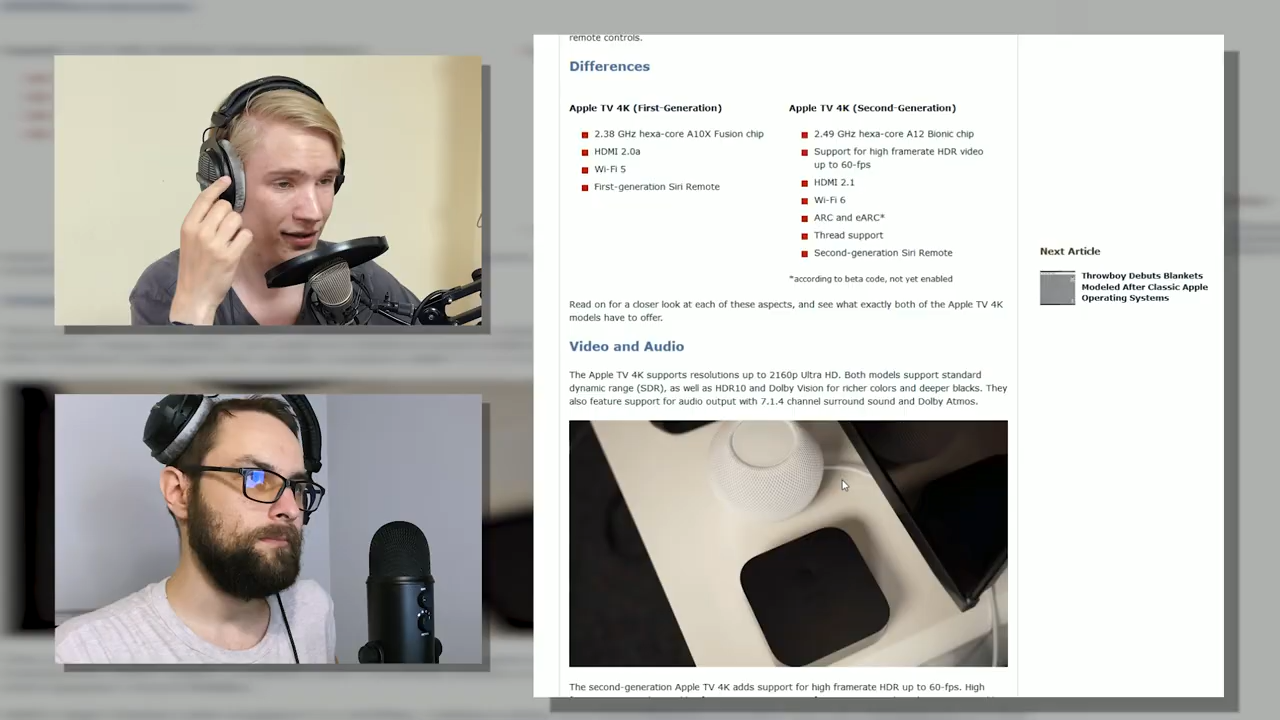 remote controls.
Differences
Apple TV 4K (First-Generation)
2.38 GHz hexa-core A10X Fusion chip
HDMI 2.0a
Wi-Fi 5
First-generation Siri Remote
Apple TV 4K (Second-Generation)
2.49 GHz hexa-core A12 Bionic chip
Support for high framerate HDR video
up to 60-fps
HDMI 2.1
Wi-Fi 6
ARC and eARC*
Thread support
Second-generation Siri Remote
*according to beta code, not yet enabled
Read on for a closer look at each of these aspects, and see what exactly both of the Apple TV 4K
models have to offer.
Video and Audio
The Apple TV 4K supports resolutions up to 2160p Ultra HD. Both models support standard
dynamic range (SDR), as well as HDR10 and Dolby Vision for richer colors and deeper blacks. They
also feature support for audio output with 7.1.4 channel surround sound and Dolby Atmos.
The second-generation Apple TV 4K adds support for high framerate HDR up to 60-fps. High
Next Article
Throwboy Debuts Blankets
Modeled After Classic Apple
Operating Systems